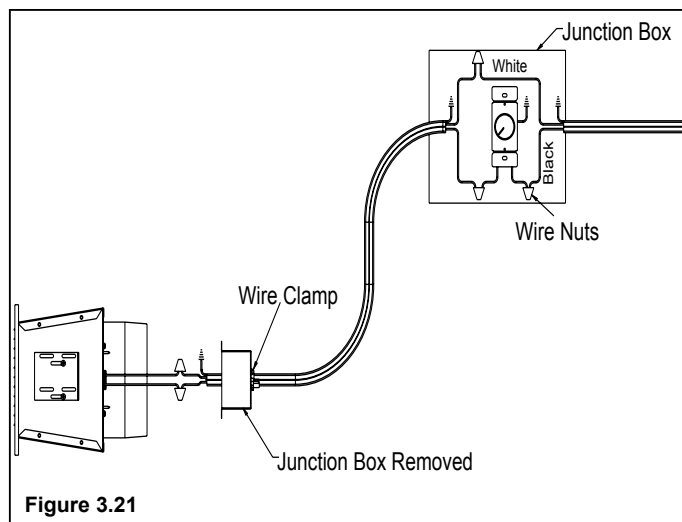 Junction Box
White
Black
Wire Nuts
Wire Clamp
Junction Box Removed
Figure 3.21